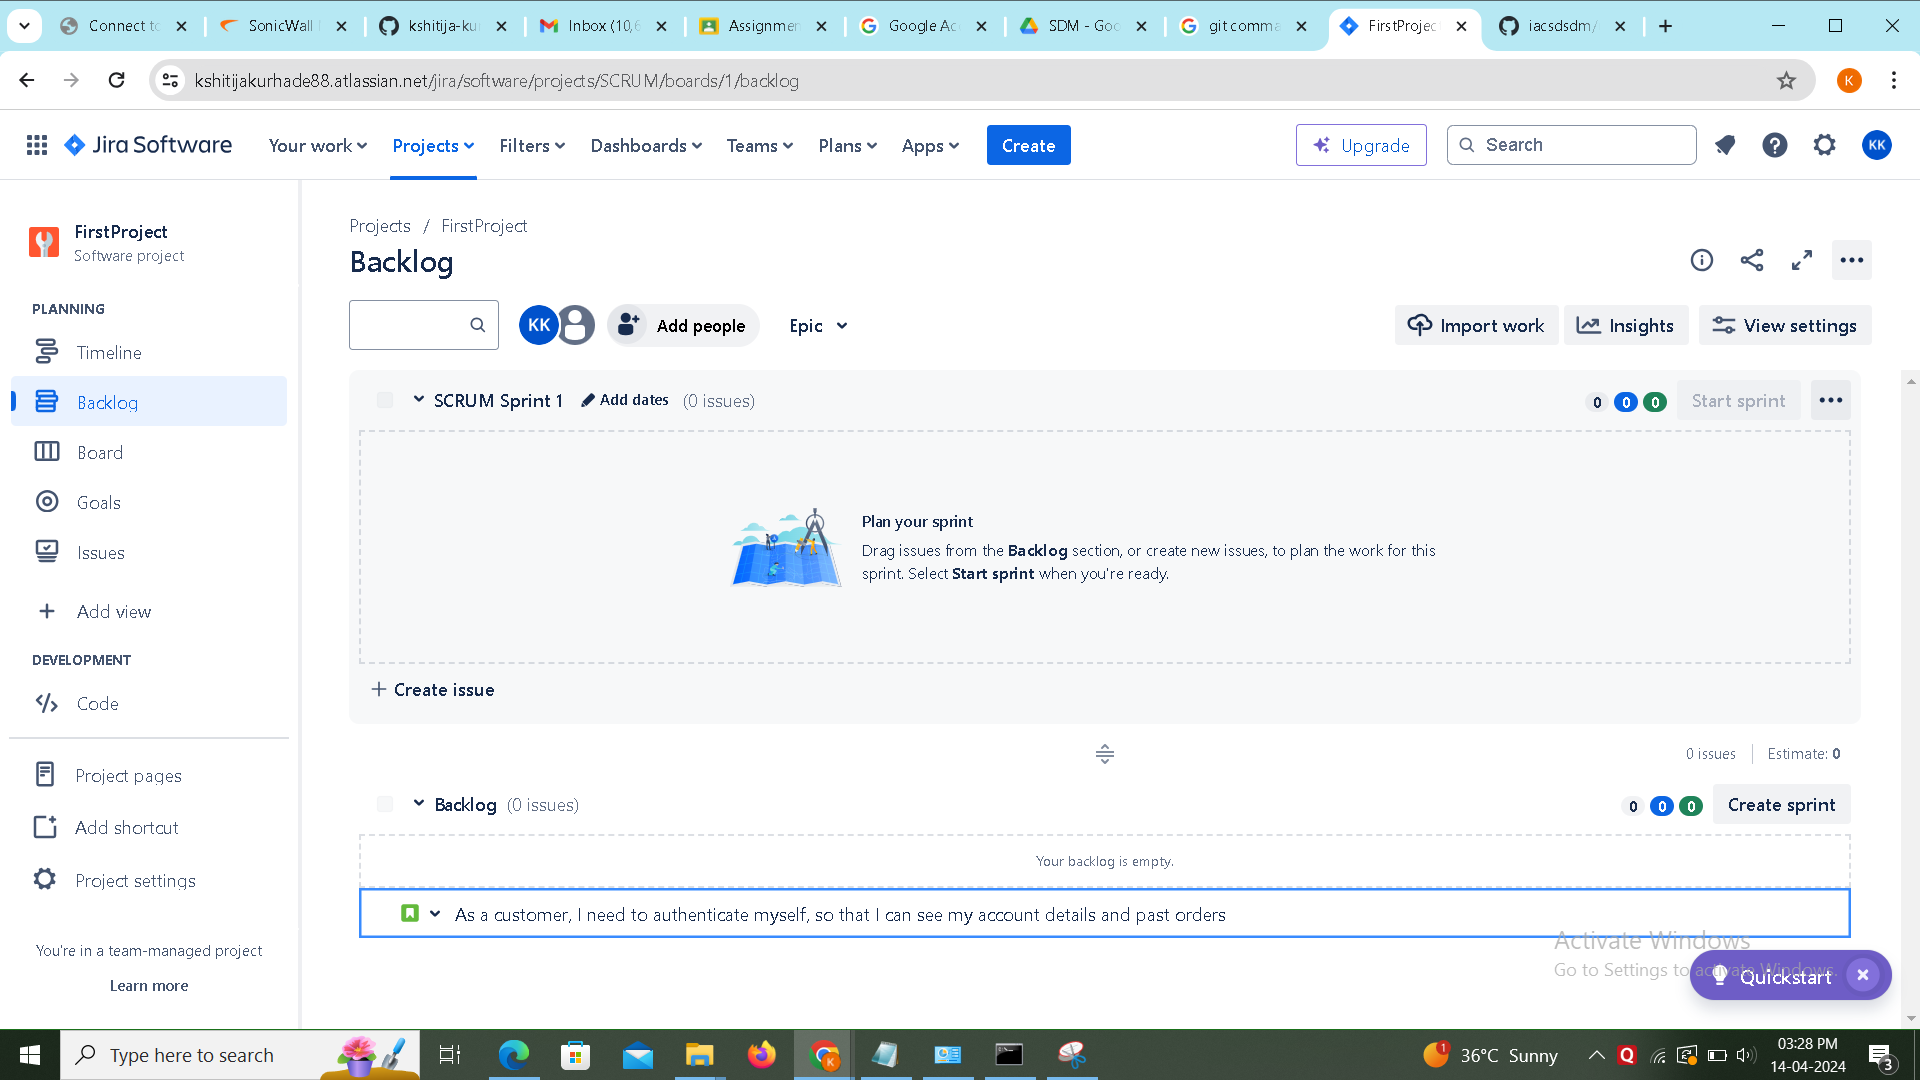 Connect to
SonicWall
kshitija-ku
Inbox (10,6
Assignmen
Google Ac
SDM - Goo
git comma
FirstProjec
iacsdsdm/
kshitijakurhade88.atlassian.net/jira/software/projects/SCRUM/boards/1/backlog
K
Jira Software
Your work
Projects
Filters
Dashboards
Teams
Plans
Apps
Create
Upgrade
Search
KK
FirstProject
Software project
PLANNING
Timeline
Backlog
Board
Goals
Issues
Add view
DEVELOPMENT
Code
Project pages
Add shortcut
Project settings
You're in a team-managed project
Learn more
Projects / FirstProject
Backlog
KK
Add people
Epic
Import work
Insights
View settings
SCRUM Sprint 1
Add dates
(0 issues)
0 0 0
Start sprint
Plan your sprint
Drag issues from the Backlog section, or create new issues, to plan the work for this
sprint. Select Start sprint when you're ready.
Create issue
0 issues
Estimate: 0
Backlog (0 issues)
0 0 0
Create sprint
Your backlog is empty.
As a customer, I need to authenticate myself, so that I can see my account details and past orders
Activate Windows
Go to Settings to activate Windows.
Quickstart
Type here to search
K
1
36°C Sunny
Q
03:28 PM
14-04-2024
3